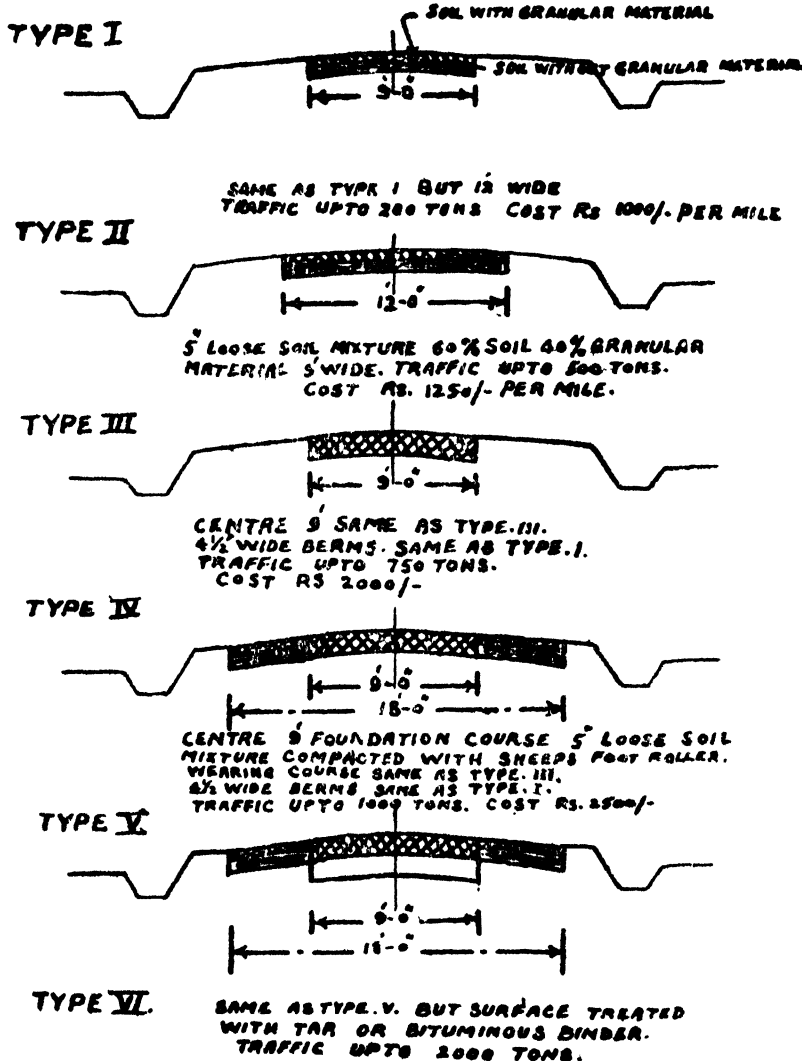 SOIL WITH GRANULAR MATERIAL
TYPE I
SOIL WITHOUT GRANULAR MATERIAL
9'-0"
SAME AS TYPE I BUT 12' WIDE
TRAFFIC UPTO 200 TONS COST RS 1000/- PER MILE
TYPE II
12'-0"
5" LOOSE SOIL MIXTURE 60% SOIL 40% GRANULAR
MATERIAL 9' WIDE. TRAFFIC UPTO 500 TONS.
COST RS. 1250/- PER MILE.
TYPE III
9'-0"
CENTRE 9' SAME AS TYPE.III.
4½' WIDE BERMS. SAME AS TYPE.I.
TRAFFIC UPTO 750 TONS.
COST RS 2000/-
TYPE IV
9'-0"
18'-0"
CENTRE 9' FOUNDATION COURSE 5" LOOSE SOIL
MIXTURE COMPACTED WITH SHEEPS FOOT ROLLER.
WEARING COURSE SAME AS TYPE.III.
4½' WIDE BERMS SAME AS TYPE.I.
TRAFFIC UPTO 1000 TONS. COST RS. 2500/-
TYPE V.
9'-0"
18'-0"
TYPE VI.
SAME AS TYPE.V. BUT SURFACE TREATED
WITH TAR OR BITUMINOUS BINDER.
TRAFFIC UPTO 2000 TONS.